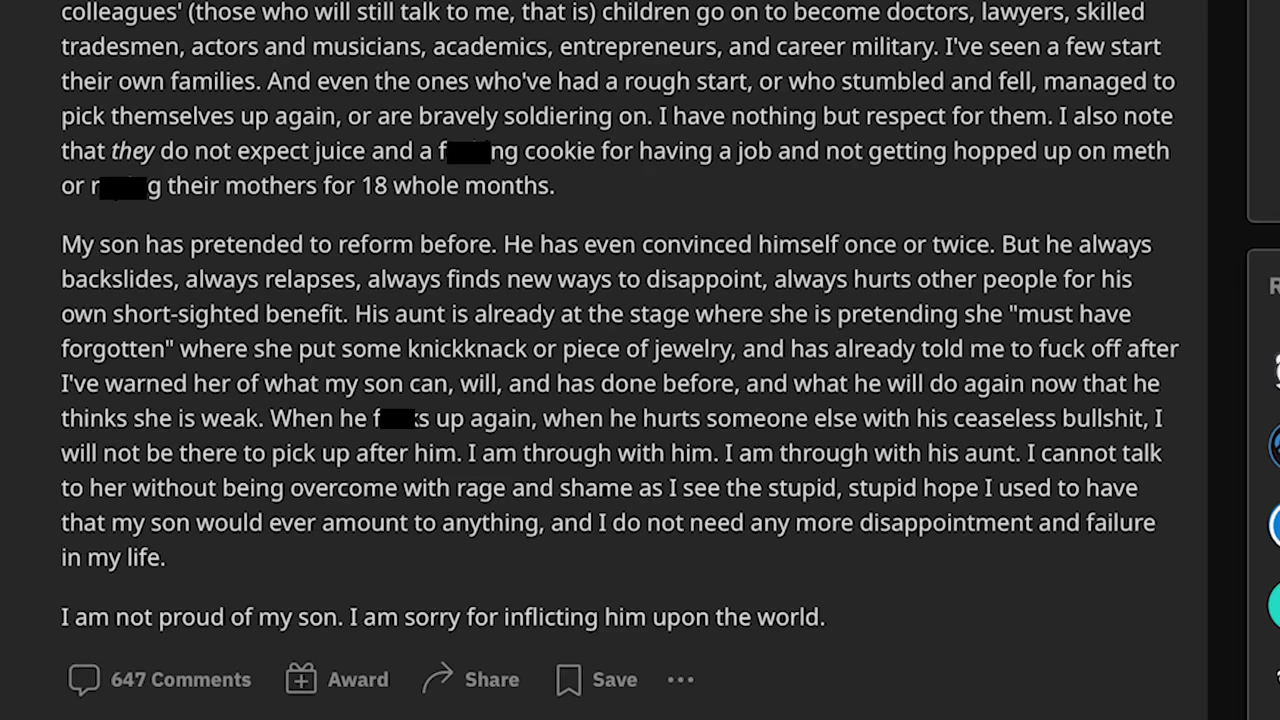 colleagues' (those who will still talk to me, that is) children go on to become doctors, lawyers, skilled
tradesmen, actors and musicians, academics, entrepreneurs, and career military. I've seen a few start
their own families. And even the ones who've had a rough start, or who stumbled and fell, managed to
pick themselves up again, or are bravely soldiering on. I have nothing but respect for them. I also note
that they do not expect juice and a f ng cookie for having a job and not getting hopped up on meth
or r g their mothers for 18 whole months.
My son has pretended to reform before. He has even convinced himself once or twice. But he always
backslides, always relapses, always finds new ways to disappoint, always hurts other people for his
own short-sighted benefit. His aunt is already at the stage where she is pretending she "must have
forgotten" where she put some knickknack or piece of jewelry, and has already told me to fuck off after
I've warned her of what my son can, will, and has done before, and what he will do again now that he
thinks she is weak. When he f ks up again, when he hurts someone else with his ceaseless bullshit, I
will not be there to pick up after him. I am through with him. I am through with his aunt. I cannot talk
to her without being overcome with rage and shame as I see the stupid, stupid hope I used to have
that my son would ever amount to anything, and I do not need any more disappointment and failure
in my life.
I am not proud of my son. I am sorry for inflicting him upon the world.
647 Comments Award Share Save